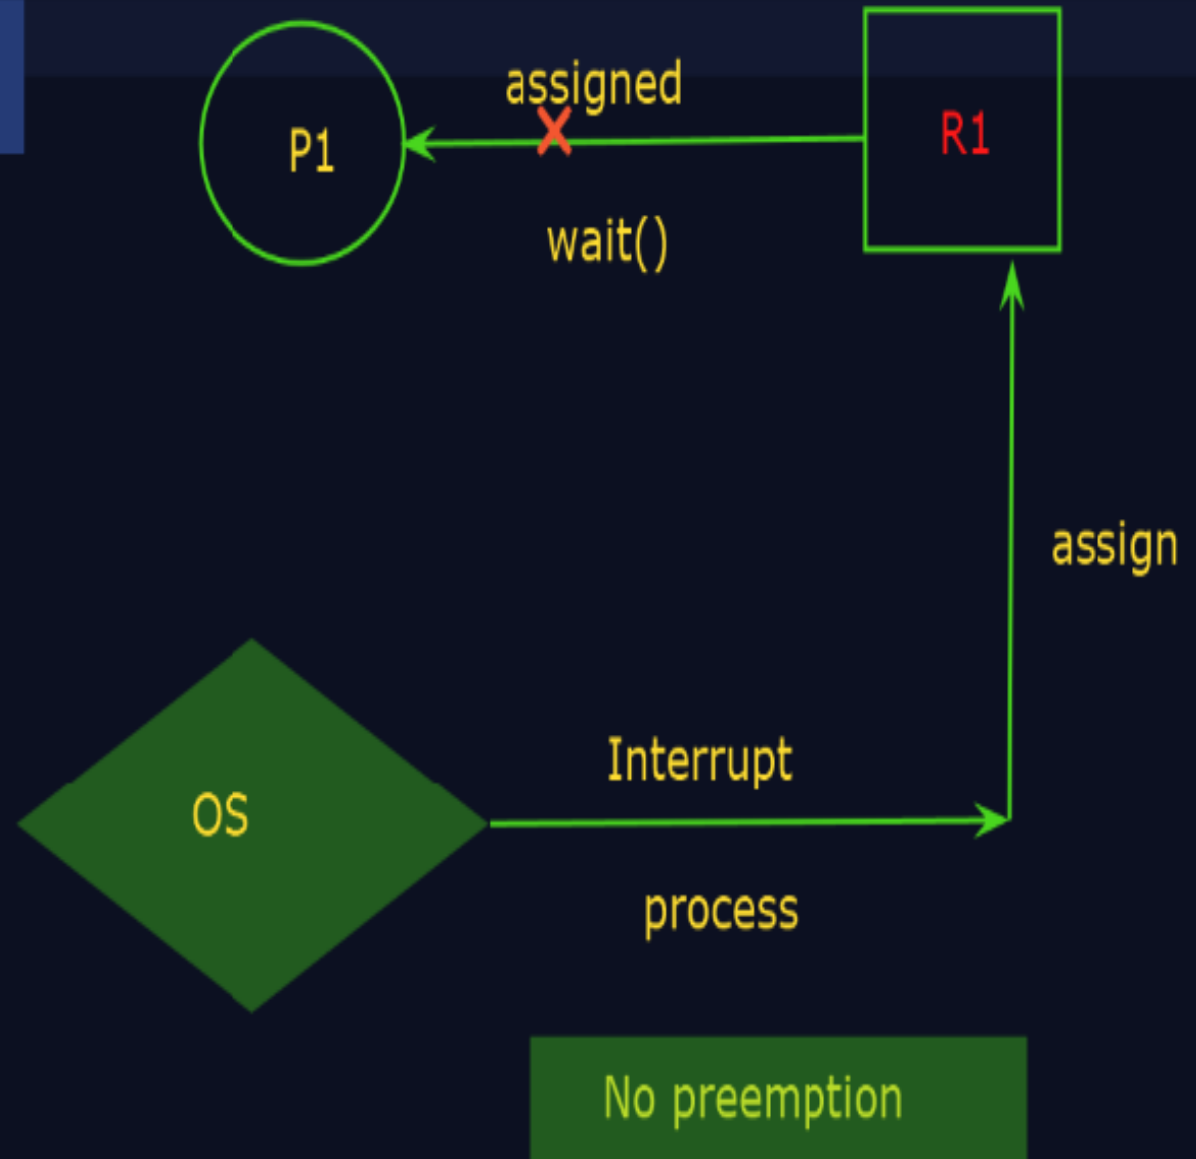 assigned
P1
R1
wait()
assign
Interrupt
OS
process
No preemption